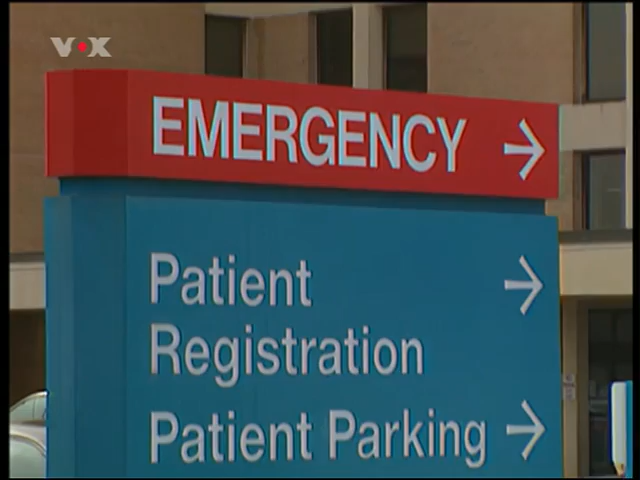 VOX
EMERGENCY →
Patient →
Registration
Patient Parking →